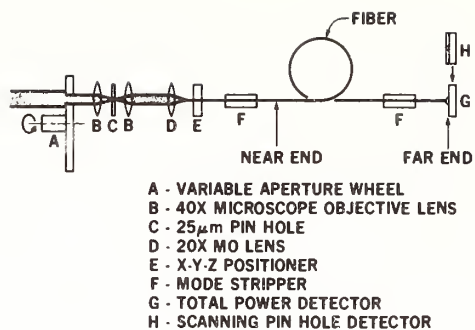 FIBER
H
B C B D E F F G
A
NEAR END FAR END
A - VARIABLE APERTURE WHEEL
B - 40X MICROSCOPE OBJECTIVE LENS
C - 25μm PIN HOLE
D - 20X MO LENS
E - X-Y-Z POSITIONER
F - MODE STRIPPER
G - TOTAL POWER DETECTOR
H - SCANNING PIN HOLE DETECTOR